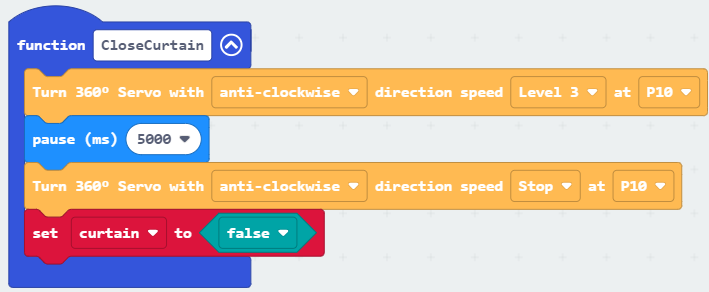 function CloseCurtain
Turn 360º Servo with anti-clockwise direction speed Level 3 at P10
pause (ms) 5000
Turn 360º Servo with anti-clockwise direction speed Stop at P10
set curtain to false